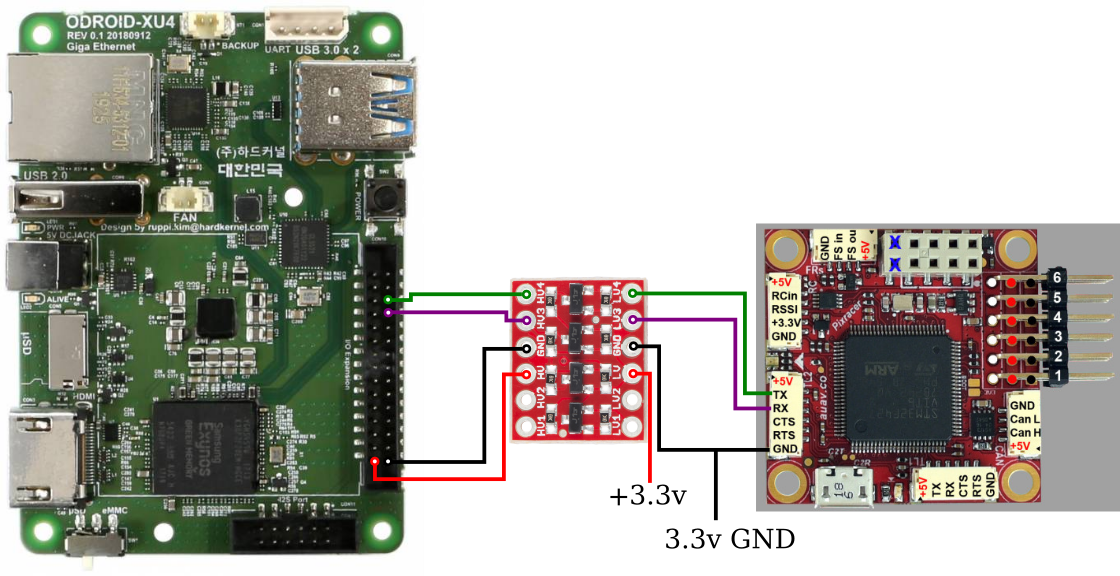 ODROID-XU4
REV 0.1 20180912
Giga Ethernet
BACKUP
UART USB 3.0 x 2
(주)하드커널
대한민국
USB 2.0
FAN
POWER
PWR
5V DC JACK
Design by ruppi.kim@hardkernel.com
ALIVE
µSD
HDMI
I/O Expansion
Samsung
Exynos
I2S Port
µSD eMMC
HV4
HV3
GND
HV
HV2
HV1
LV4
LV3
GND
LV
LV2
LV1
+3.3v
3.3v GND
GND
FS in
FS out
+5V
FRs
+5V
RCin
RSSI
+3.3V
GND
Pixracer
auav.co
ARM
+5V
TX
RX
CTS
RTS
GND
6
5
4
3
2
1
GND
Can L
Can H
+5V
CAN
+5V
TX
RX
CTS
RTS
GND